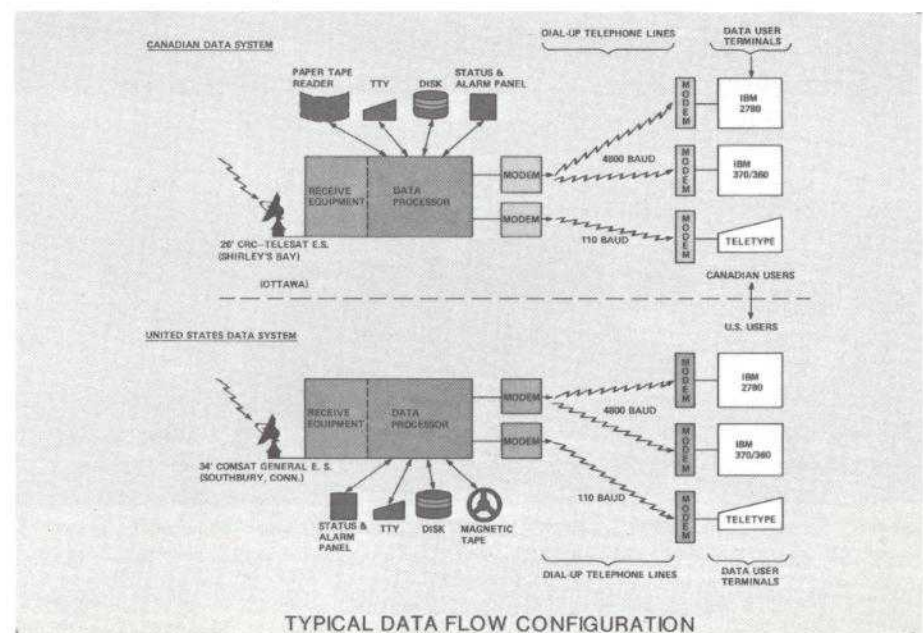 DIAL-UP TELEPHONE LINES
DATA USER
TERMINALS
CANADIAN DATA SYSTEM
PAPER TAPE
READER
TTY
DISK
STATUS &
ALARM PANEL
MODEM
IBM
2780
4800 BAUD
RECEIVE
EQUIPMENT
DATA
PROCESSOR
MODEM
MODEM
IBM
370/360
MODEM
110 BAUD
MODEM
TELETYPE
26' CRC-TELESAT E.S.
(SHIRLEY'S BAY)
(OTTAWA)
CANADIAN USERS
U.S. USERS
UNITED STATES DATA SYSTEM
MODEM
IBM
2780
RECEIVE
EQUIPMENT
DATA
PROCESSOR
MODEM
4800 BAUD
MODEM
MODEM
IBM
370/360
34' COMSAT GENERAL E. S.
(SOUTHBURY, CONN.)
110 BAUD
MODEM
TELETYPE
STATUS &
ALARM
PANEL
TTY
DISK
MAGNETIC
TAPE
DIAL-UP TELEPHONE LINES
DATA USER
TERMINALS
TYPICAL DATA FLOW CONFIGURATION